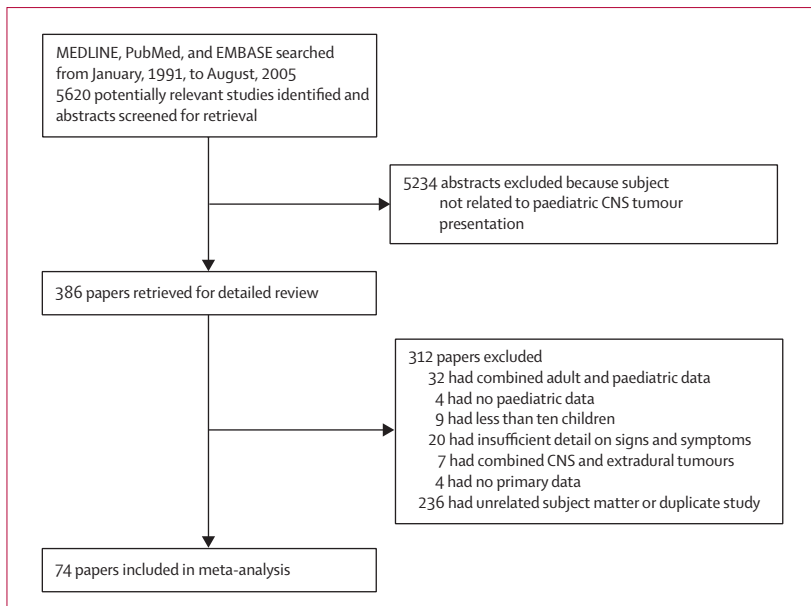 MEDLINE, PubMed, and EMBASE searched
from January, 1991, to August, 2005
5620 potentially relevant studies identified and
abstracts screened for retrieval
5234 abstracts excluded because subject
not related to paediatric CNS tumour
presentation
386 papers retrieved for detailed review
312 papers excluded
32 had combined adult and paediatric data
4 had no paediatric data
9 had less than ten children
20 had insufficient detail on signs and symptoms
7 had combined CNS and extradural tumours
4 had no primary data
236 had unrelated subject matter or duplicate study
74 papers included in meta-analysis